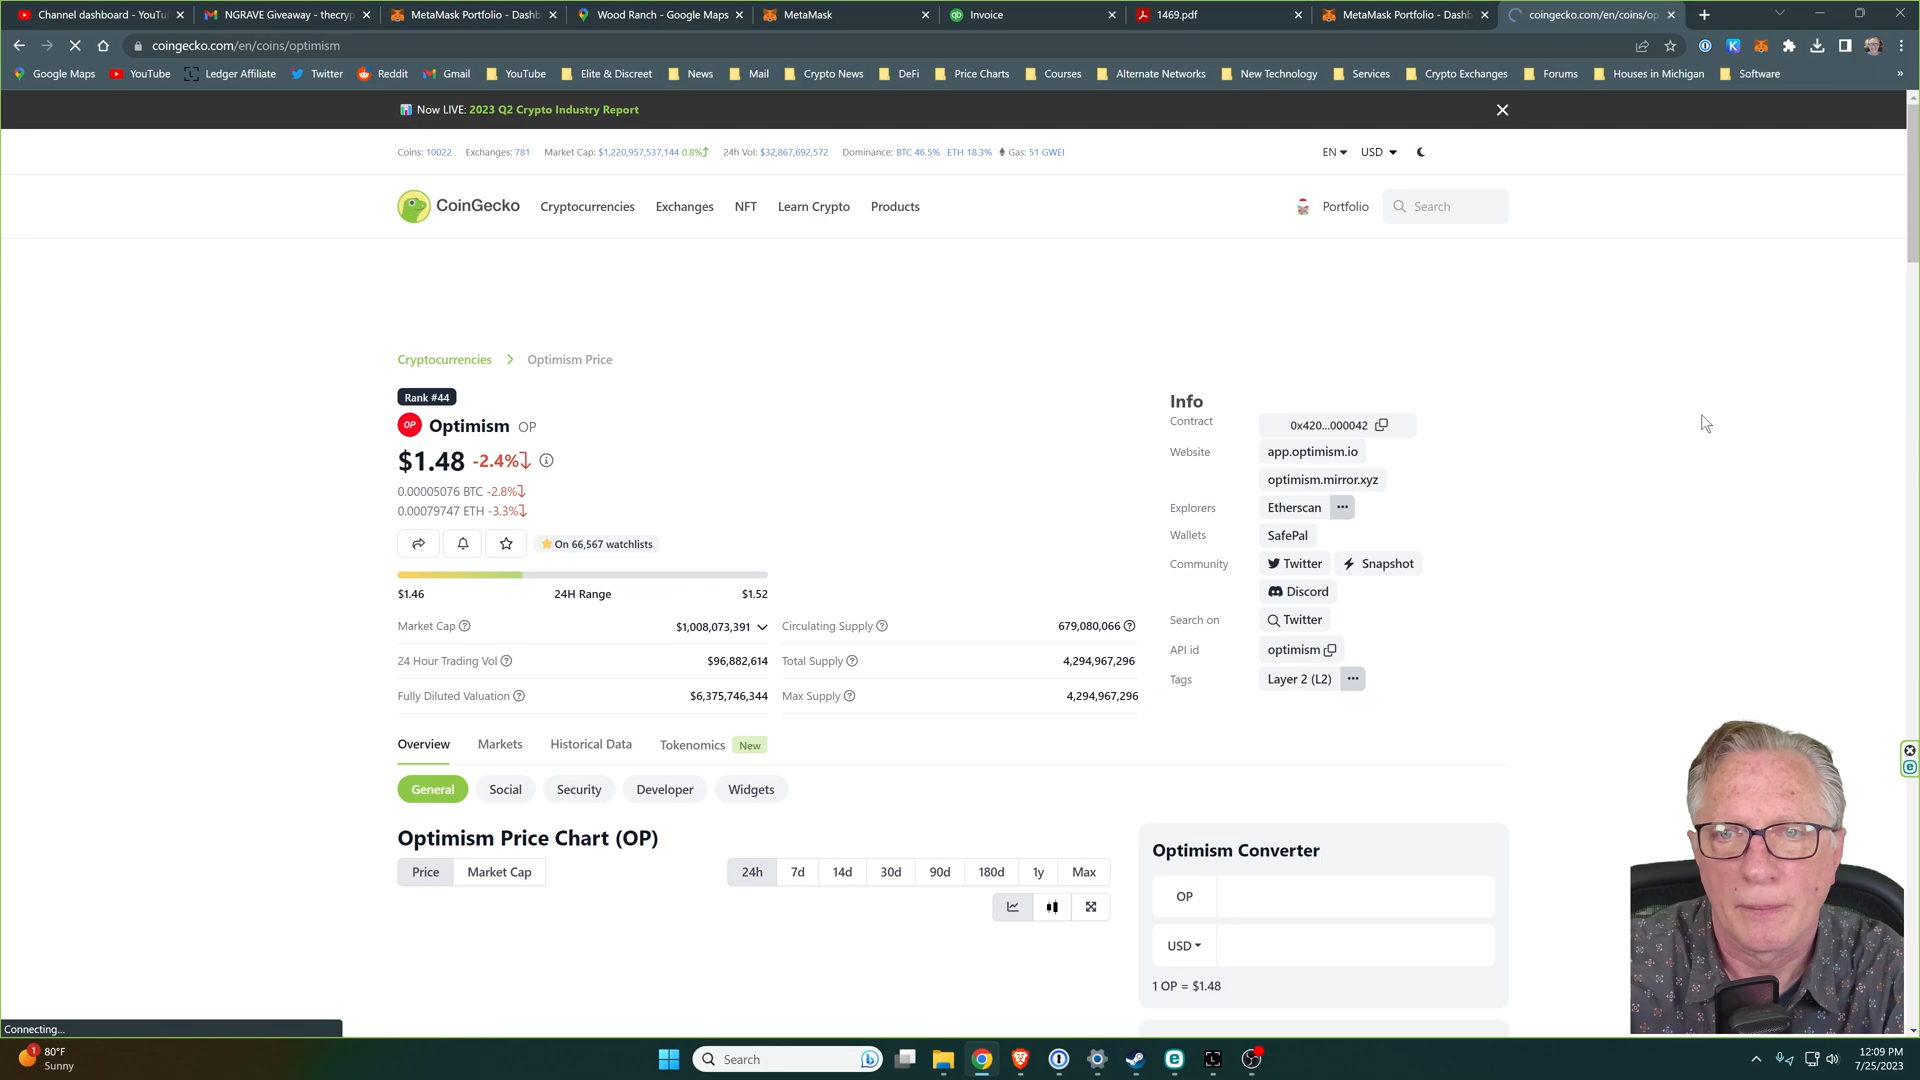 Channel dashboard - YouTu
NGRAVE Giveaway - thecryp
MetaMask Portfolio - Dashb
Wood Ranch - Google Maps
MetaMask
Invoice
1469.pdf
MetaMask Portfolio - Dashb
coingecko.com/en/coins/op
coingecko.com/en/coins/optimism
Google Maps
YouTube
Ledger Affiliate
Twitter
Reddit
Gmail
YouTube
Elite & Discreet
News
Mail
Crypto News
DeFi
Price Charts
Courses
Alternate Networks
New Technology
Services
Crypto Exchanges
Forums
Houses in Michigan
Software
»
Now LIVE: 2023 Q2 Crypto Industry Report
Coins: 10022 Exchanges: 781 Market Cap: $1,220,957,537,144 0.8% 24h Vol: $32,867,692,572 Dominance: BTC 46.5% ETH 18.3% Gas: 51 GWEI
EN USD
CoinGecko
Cryptocurrencies Exchanges NFT Learn Crypto Products
Portfolio
Search
Cryptocurrencies > Optimism Price
Rank #44
OP Optimism OP
$1.48 -2.4%
0.00005076 BTC -2.8%
0.00079747 ETH -3.3%
On 66,567 watchlists
$1.46 24H Range $1.52
Market Cap $1,008,073,391
24 Hour Trading Vol $96,882,614
Fully Diluted Valuation $6,375,746,344
Circulating Supply 679,080,066
Total Supply 4,294,967,296
Max Supply 4,294,967,296
Info
Contract 0x420...000042
Website app.optimism.io
optimism.mirror.xyz
Explorers Etherscan
Wallets SafePal
Community Twitter Snapshot
Discord
Search on Twitter
API id optimism
Tags Layer 2 (L2)
Overview Markets Historical Data Tokenomics New
General Social Security Developer Widgets
Optimism Price Chart (OP)
Price Market Cap
24h 7d 14d 30d 90d 180d 1y Max
Optimism Converter
OP
USD
1 OP = $1.48
Connecting...
1
80°F
Sunny
Search
12:09 PM
7/25/2023